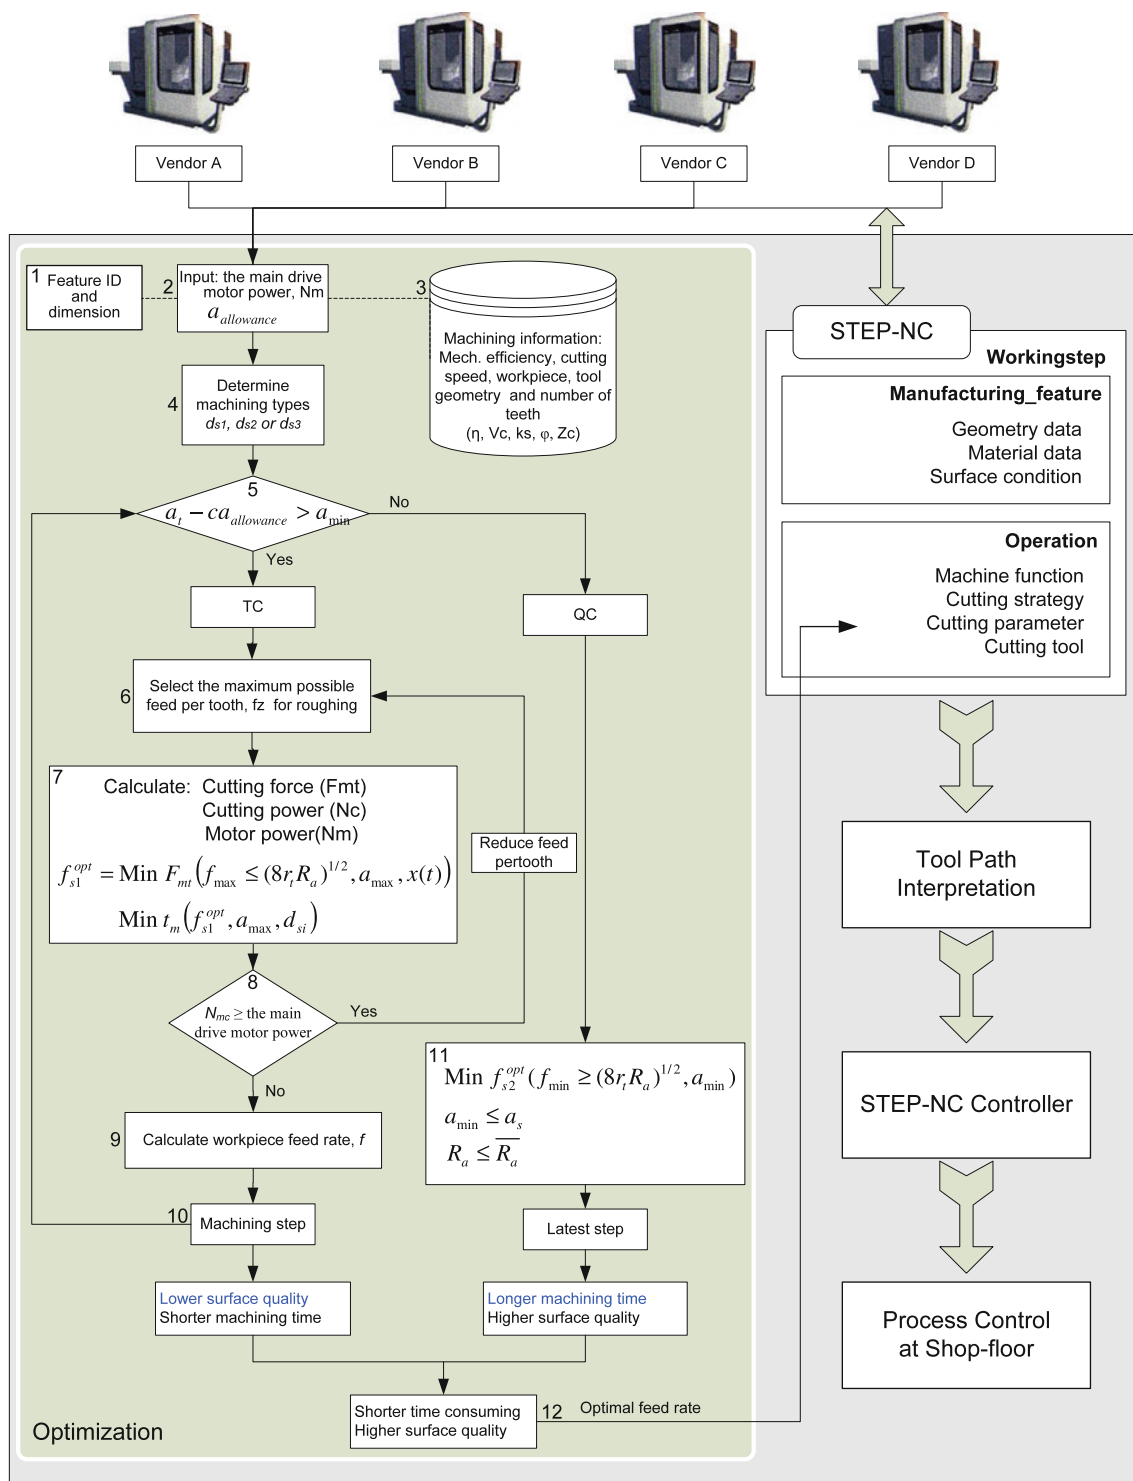 Vendor A
Vendor B
Vendor C
Vendor D
1
Feature ID
and
dimension
2
Input: the main drive
motor power, Nm
a_allowance
3
Machining information:
Mech. efficiency, cutting
speed, workpiece, tool
geometry and number of
teeth
(η, Vc, ks, φ, Zc)
4
Determine
machining types
ds1, ds2 or ds3
5
a_t − ca_allowance > a_min
No
Yes
TC
QC
6
Select the maximum possible
feed per tooth, fz for roughing
7
Calculate: Cutting force (Fmt)
Cutting power (Nc)
Motor power(Nm)
f_s1^opt = Min F_mt(f_max ≤ (8r_t R_a)^1/2, a_max, x(t))
Min t_m(f_s1^opt, a_max, d_si)
Reduce feed
pertooth
8
N_mc ≥ the main
drive motor power
Yes
No
9
Calculate workpiece feed rate, f
10
Machining step
Lower surface quality
Shorter machining time
11
Min f_s2^opt(f_min ≥ (8r_t R_a)^1/2, a_min)
a_min ≤ a_s
R_a ≤ R̅_a̅
Latest step
Longer machining time
Higher surface quality
Shorter time consuming
Higher surface quality
12
Optimal feed rate
Optimization
STEP-NC
Workingstep
Manufacturing_feature
Geometry data
Material data
Surface condition
Operation
Machine function
Cutting strategy
Cutting parameter
Cutting tool
Tool Path
Interpretation
STEP-NC Controller
Process Control
at Shop-floor